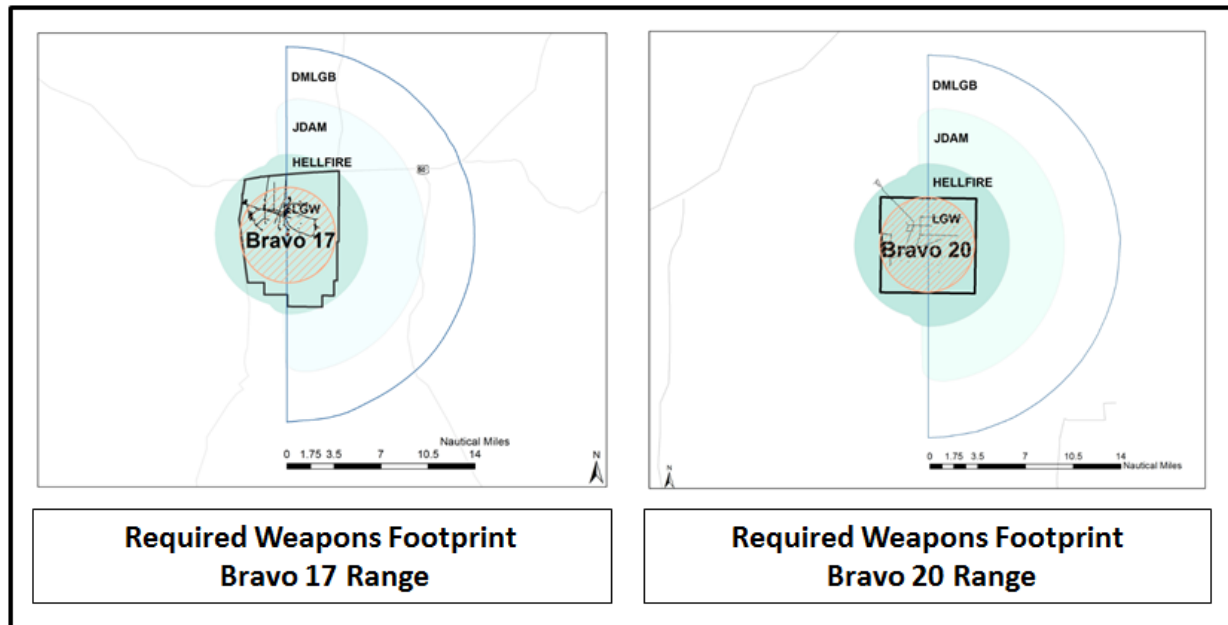 DMLGB
JDAM
HELLFIRE
LGW
Bravo 17
Nautical Miles
0 1.75 3.5 7 10.5 14
N
Required Weapons Footprint
Bravo 17 Range
DMLGB
JDAM
HELLFIRE
LGW
Bravo 20
N
0 1.75 3.5 7 10.5 14
Nautical Miles
Required Weapons Footprint
Bravo 20 Range